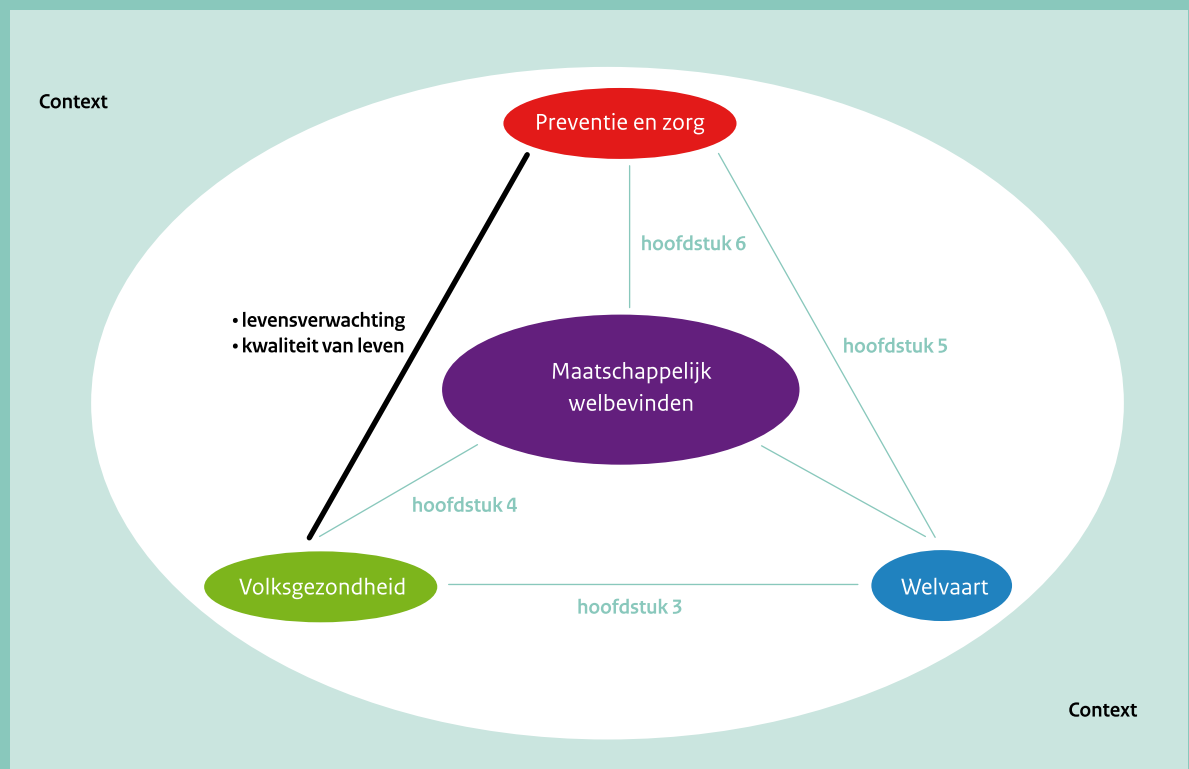 Context
Preventie en zorg
hoofdstuk 6
• levensverwachting
• kwaliteit van leven
hoofdstuk 5
Maatschappelijk
welbevinden
hoofdstuk 4
Volksgezondheid
Welvaart
hoofdstuk 3
Context